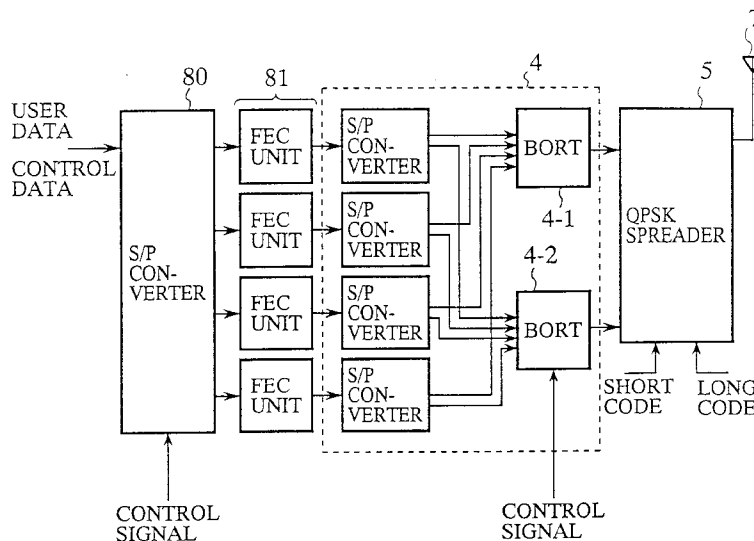 80
81
4
5
7
USER
DATA
CONTROL
DATA
S/P
CON-
VERTER
FEC
UNIT
FEC
UNIT
FEC
UNIT
FEC
UNIT
S/P
CON-
VERTER
S/P
CON-
VERTER
S/P
CON-
VERTER
S/P
CON-
VERTER
BORT
4-1
4-2
BORT
QPSK
SPREADER
SHORT
CODE
LONG
CODE
CONTROL
SIGNAL
CONTROL
SIGNAL